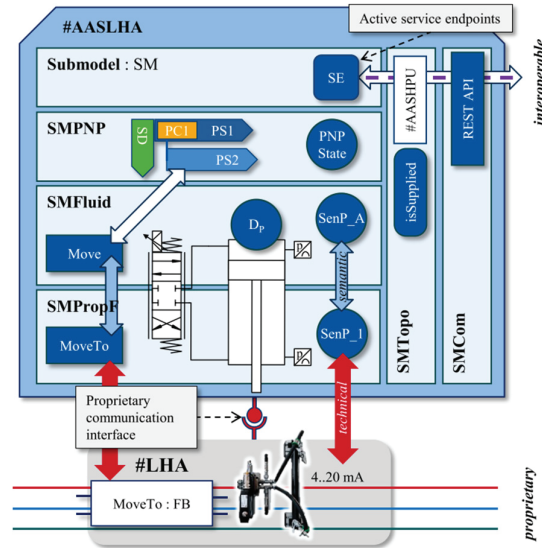 Active service endpoints
#AASLHA
Submodel : SM
SE
interoperable
#AASHPU
REST API
SMPNP
SD
PC1
PS1
PS2
PNP
State
isSupplied
SMFluid
Dₚ
SenP_A
Move
semantic
SMPropF
MoveTo
SenP_1
SMTopo
SMCom
Proprietary
communication
interface
technical
#LHA
4..20 mA
MoveTo : FB
proprietary